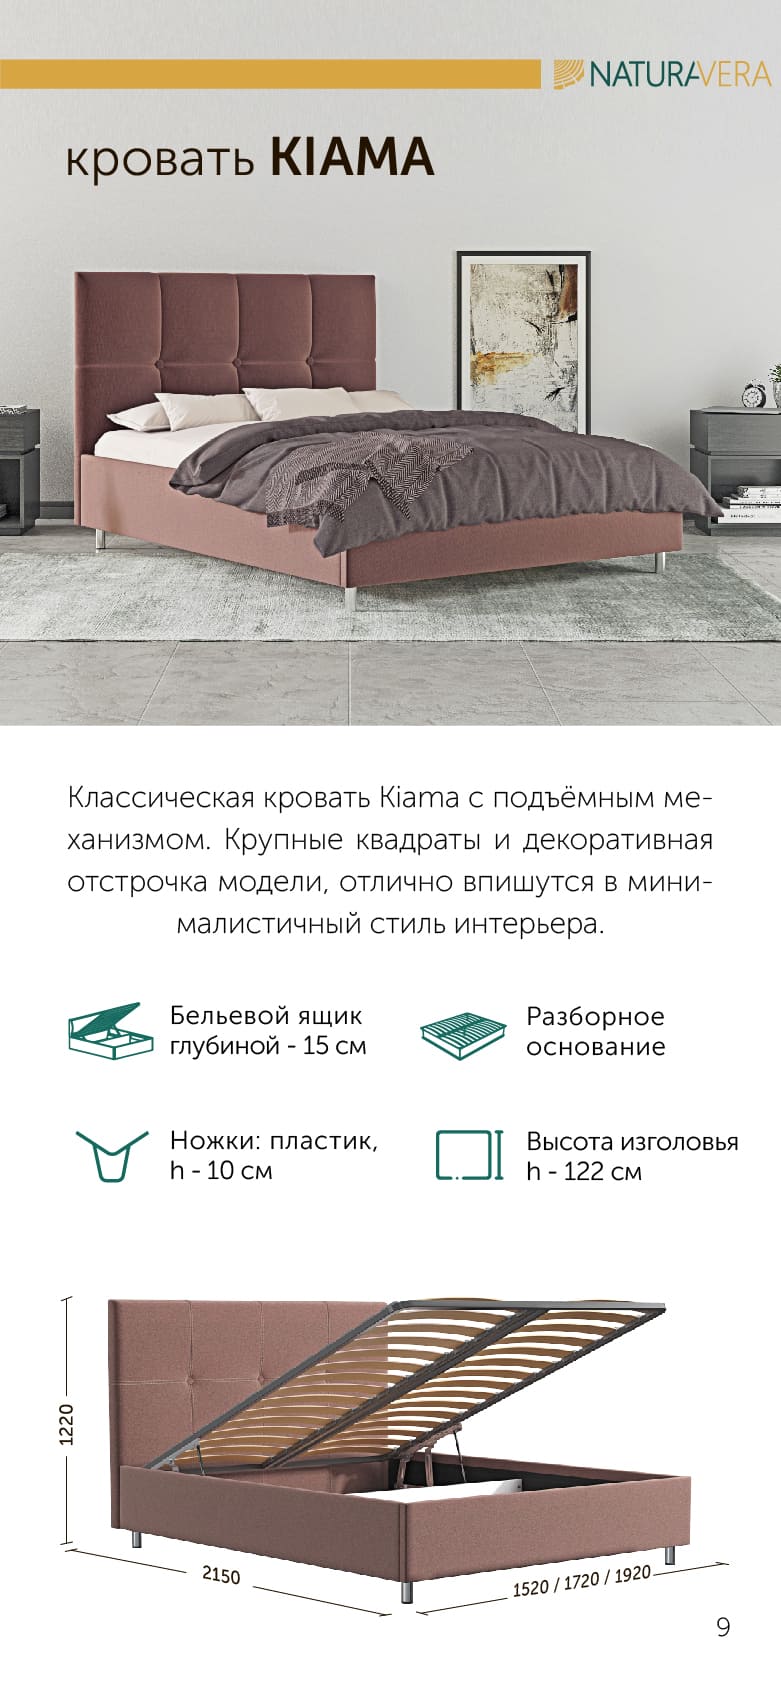 NATURAVERA
кровать KIAMA
Классическая кровать Kiama с подъёмным ме-
ханизмом. Крупные квадраты и декоративная
отстрочка модели, отлично впишутся в мини-
малистичный стиль интерьера.
Бельевой ящик
глубиной - 15 см
Разборное
основание
Ножки: пластик,
h - 10 см
Высота изголовья
h - 122 см
1220
2150
1520 / 1720 / 1920
9